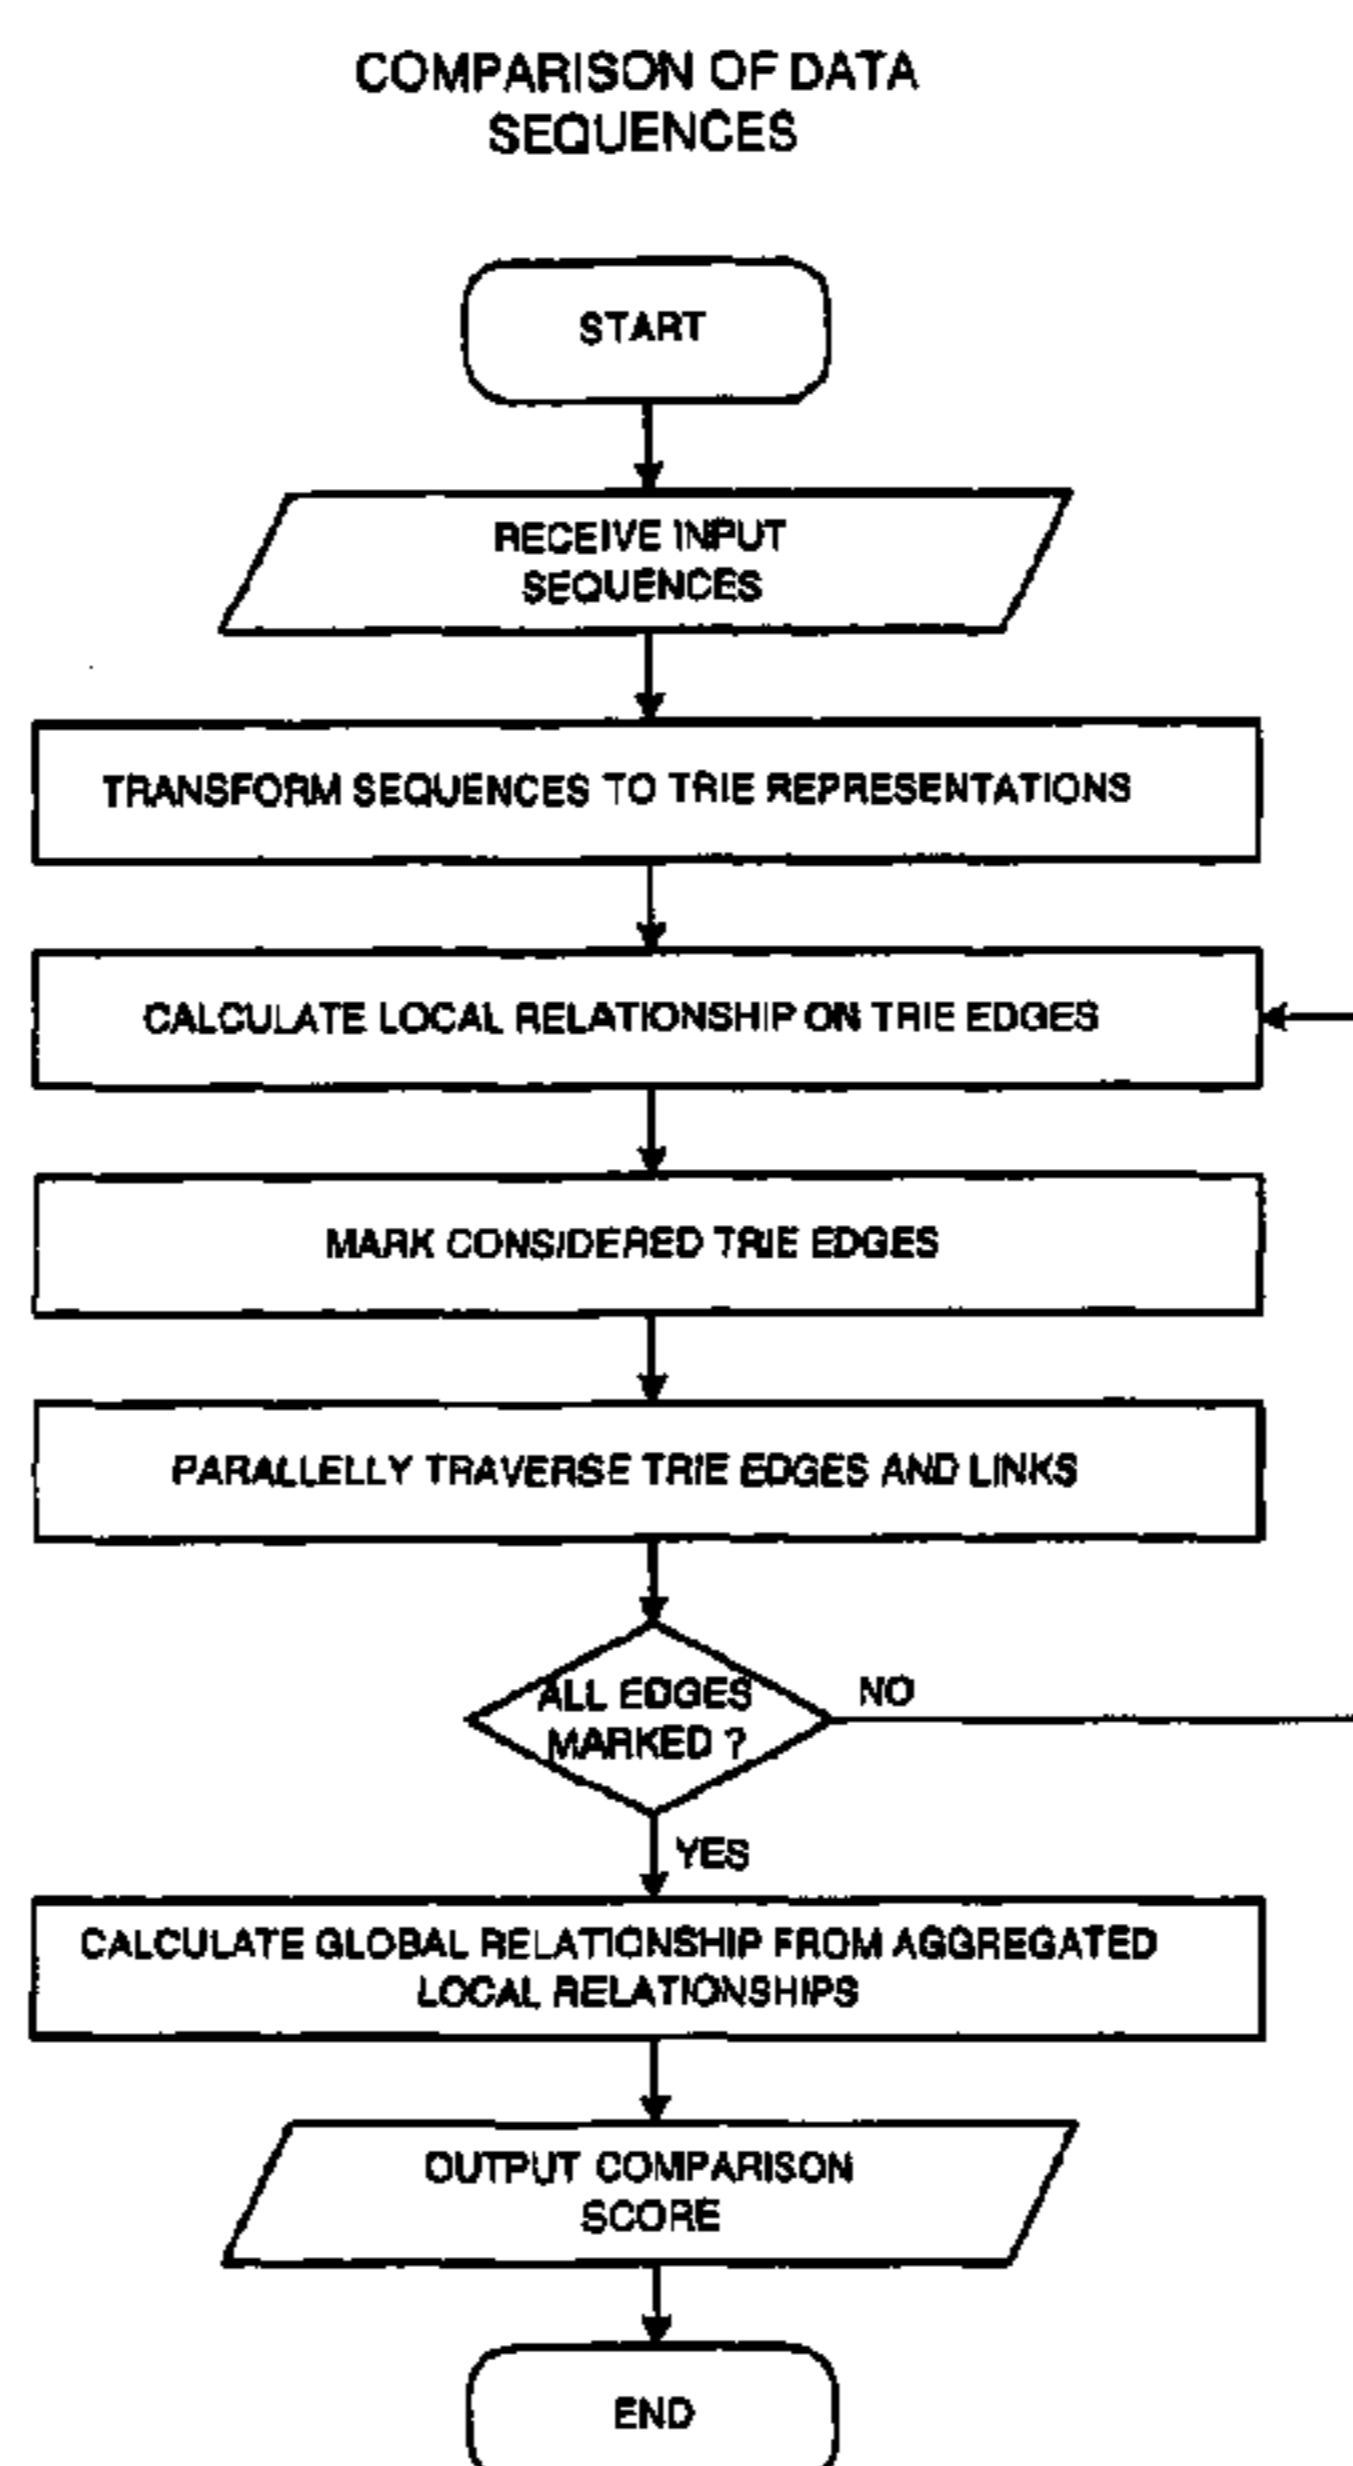 COMPARISON OF DATA
SEQUENCES
START
RECEIVE INPUT
SEQUENCES
TRANSFORM SEQUENCES TO TRIE REPRESENTATIONS
CALCULATE LOCAL RELATIONSHIP ON TRIE EDGES
MARK CONSIDERED TRIE EDGES
PARALLELLY TRAVERSE TRIE EDGES AND LINKS
ALL EDGES
MARKED ?
NO
YES
CALCULATE GLOBAL RELATIONSHIP FROM AGGREGATED
LOCAL RELATIONSHIPS
OUTPUT COMPARISON
SCORE
END